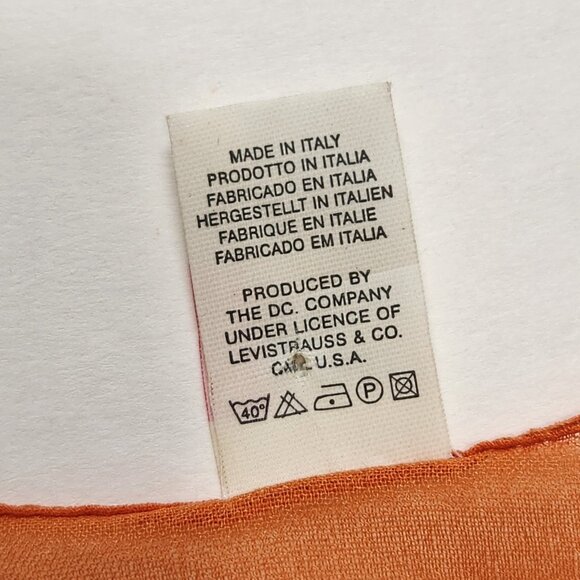 MADE IN ITALY
PRODOTTO IN ITALIA
FABRICADO EN ITALIA
HERGESTELLT IN ITALIEN
FABRIQUE EN ITALIE
FABRICADO EM ITALIA
PRODUCED BY
THE DC. COMPANY
UNDER LICENCE OF
LEVISTRAUSS & CO.
U.S.A.
40° P